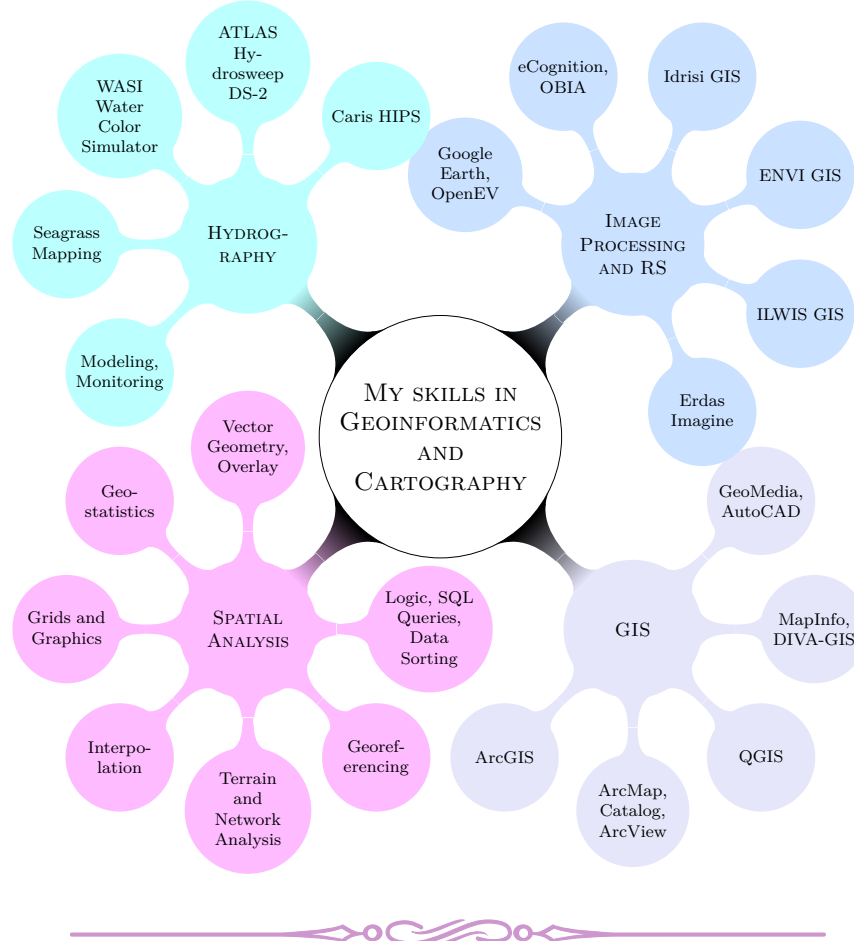 My skills in
Geoinformatics
and
Cartography
Hydrog-
raphy
Caris HIPS
ATLAS
Hy-
drosweep
DS-2
WASI
Water
Color
Simulator
Seagrass
Mapping
Modeling,
Monitoring
Image
Processing
and RS
Google
Earth,
OpenEV
eCognition,
OBIA
Idrisi GIS
ENVI GIS
ILWIS GIS
Erdas
Imagine
Spatial
Analysis
Vector
Geometry,
Overlay
Geo-
statistics
Grids and
Graphics
Interpo-
lation
Terrain
and
Network
Analysis
Georef-
erencing
Logic, SQL
Queries,
Data
Sorting
GIS
GeoMedia,
AutoCAD
MapInfo,
DIVA-GIS
QGIS
ArcMap,
Catalog,
ArcView
ArcGIS